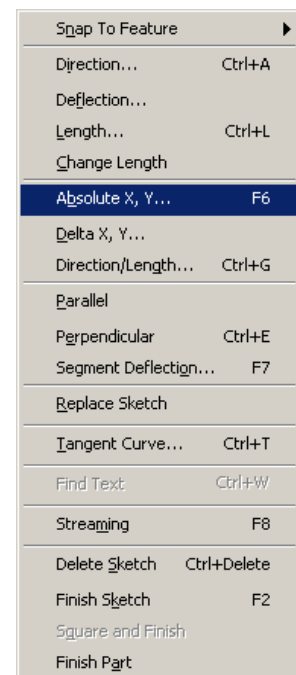 Snap To Feature
Direction... Ctrl+A
Deflection...
Length... Ctrl+L
Change Length
Absolute X, Y... F6
Delta X, Y...
Direction/Length... Ctrl+G
Parallel
Perpendicular Ctrl+E
Segment Deflection... F7
Replace Sketch
Tangent Curve... Ctrl+T
Find Text Ctrl+W
Streaming F8
Delete Sketch Ctrl+Delete
Finish Sketch F2
Square and Finish
Finish Part